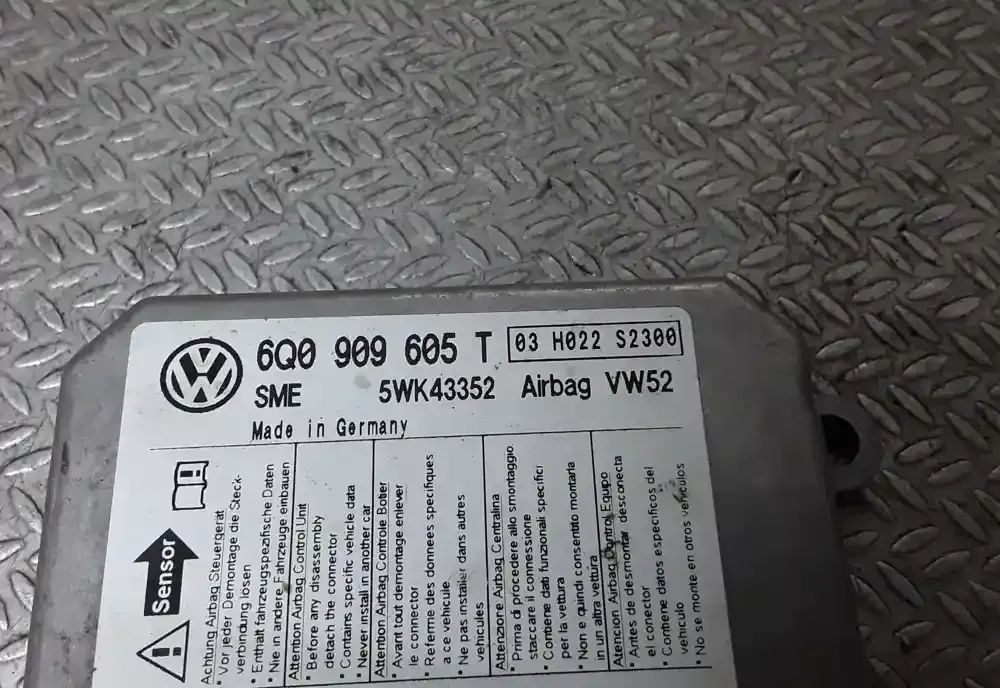 6Q0 909 605 T 03 H022 S2300
SME 5WK43352 Airbag VW52
Made in Germany
Sensor
Achtung Airbag Steuergerät
• Vor jeder Demontage die Steck-
verbindung lösen
• Enthält fahrzeugspezifische Daten
• Nie in andere Fahrzeuge einbauen
Attention Airbag Control Unit
• Before any disassembly
detach the connector
• Contains specific vehicle data
• Never install in another car
Attention Airbag Controle Boîtier
• Avant tout demontage enlever
le connector
• Referme des donnees specifiques
a ce vehicule
• Ne pas installer dans autres
vehicules
Attenzione Airbag Centralina
• Prima di procedere allo smontaggio
staccare il connessione
• Contiene dati funzionali specifici
per la vettura
• Non e quindi consentito montarla
in un altra vettura
Atencion Airbag Control Equipo
• Antes de desmontar desconecta
el conector
• Contiene datos especificos del
vehiculo
• No se monte en otros vehiculos